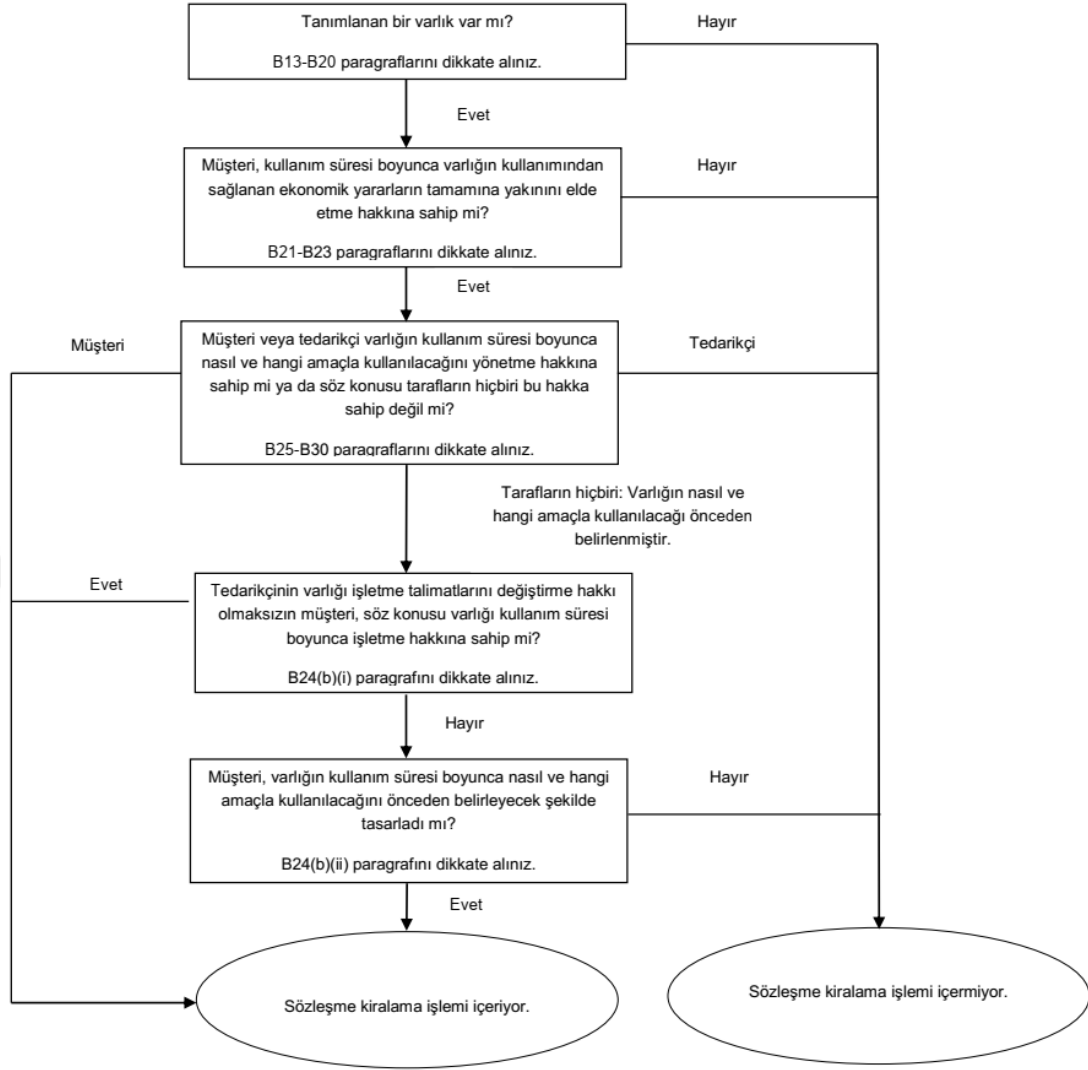 Tanımlanan bir varlık var mı?
Hayır
B13-B20 paragraflarını dikkate alınız.
Evet
Müşteri, kullanım süresi boyunca varlığın kullanımından
sağlanan ekonomik yararların tamamına yakınını elde
etme hakkına sahip mi?
Hayır
B21-B23 paragraflarını dikkate alınız.
Evet
Müşteri
Müşteri veya tedarikçi varlığın kullanım süresi boyunca
nasıl ve hangi amaçla kullanılacağını yönetme hakkına
sahip mi ya da söz konusu tarafların hiçbiri bu hakka
sahip değil mi?
Tedarikçi
B25-B30 paragraflarını dikkate alınız.
Tarafların hiçbiri: Varlığın nasıl ve
hangi amaçla kullanılacağı önceden
belirlenmiştir.
Evet
Tedarikçinin varlığı işletme talimatlarını değiştirme hakkı
olmaksızın müşteri, söz konusu varlığı kullanım süresi
boyunca işletme hakkına sahip mi?
B24(b)(i) paragrafını dikkate alınız.
Hayır
Müşteri, varlığın kullanım süresi boyunca nasıl ve hangi
amaçla kullanılacağını önceden belirleyecek şekilde
tasarladı mı?
Hayır
B24(b)(ii) paragrafını dikkate alınız.
Evet
Sözleşme kiralama işlemi içeriyor.
Sözleşme kiralama işlemi içermiyor.